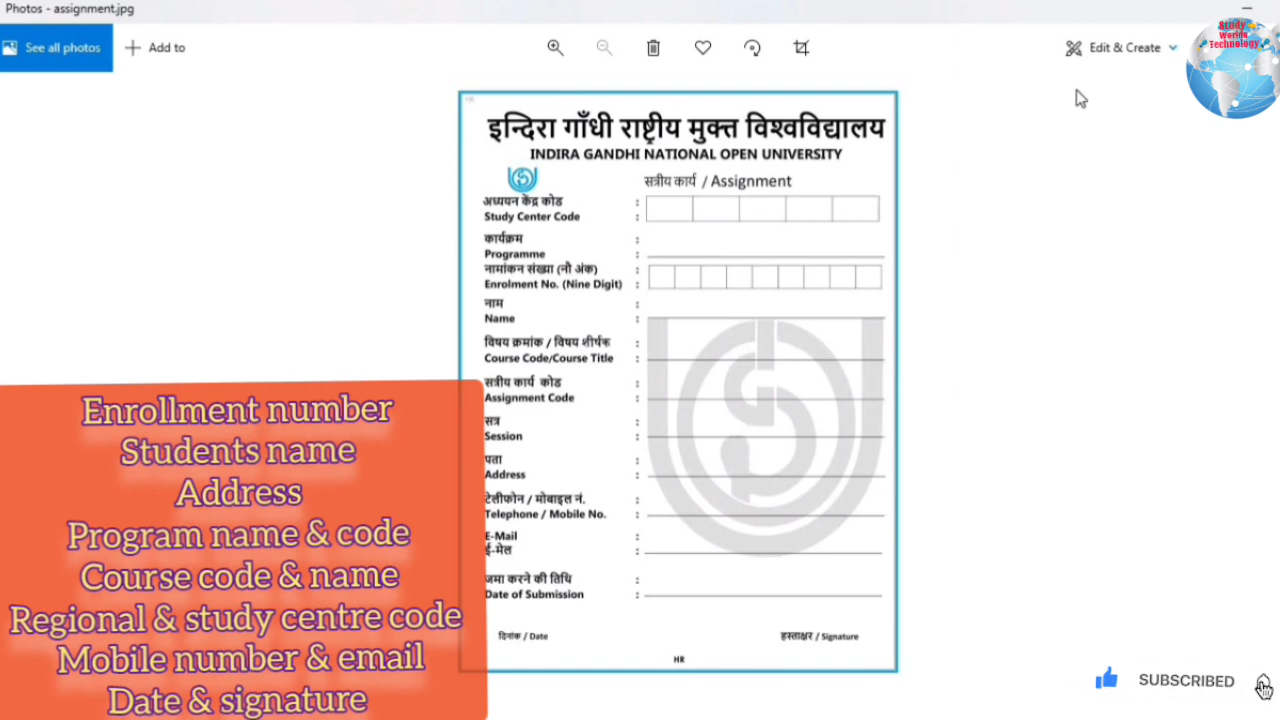 Photos - assignment.jpg
See all photos
Add to
Edit & Create
Study
Worlds
Technology
HR
इन्दिरा गाँधी राष्ट्रीय मुक्त विश्वविद्यालय
INDIRA GANDHI NATIONAL OPEN UNIVERSITY
सत्रीय कार्य / Assignment
अध्ययन केंद्र कोड :
Study Center Code :
कार्यक्रम :
Programme :
नामांकन संख्या (नौ अंक) :
Enrolment No. (Nine Digit) :
नाम :
Name :
विषय क्रमांक / विषय शीर्षक :
Course Code/Course Title :
सत्रीय कार्य कोड :
Assignment Code :
सत्र :
Session :
पता :
Address :
टेलीफोन / मोबाइल नं. :
Telephone / Mobile No. :
E-Mail :
ई-मेल :
जमा करने की तिथि :
Date of Submission :
दिनांक / Date
हस्ताक्षर / Signature
HR
Enrollment number
Students name
Address
Program name & code
Course code & name
Regional & study centre code
Mobile number & email
Date & signature
SUBSCRIBED